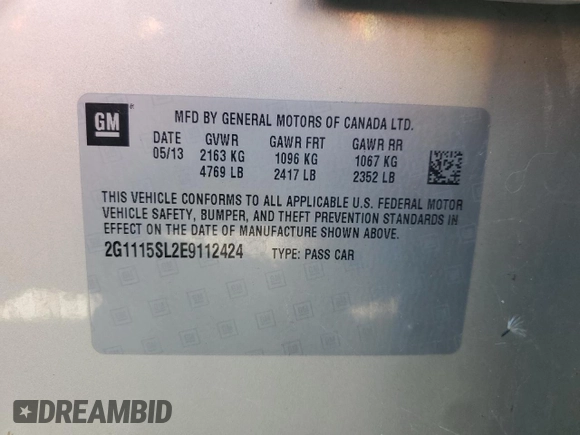 GM
MFD BY GENERAL MOTORS OF CANADA LTD.
DATE GVWR GAWR FRT GAWR RR
05/13 2163 KG 1096 KG 1067 KG
4769 LB 2417 LB 2352 LB
THIS VEHICLE CONFORMS TO ALL APPLICABLE U.S. FEDERAL MOTOR
VEHICLE SAFETY, BUMPER, AND THEFT PREVENTION STANDARDS IN
EFFECT ON THE DATE OF MANUFACTURE SHOWN ABOVE.
2G1115SL2E9112424 TYPE: PASS CAR
DREAMBID